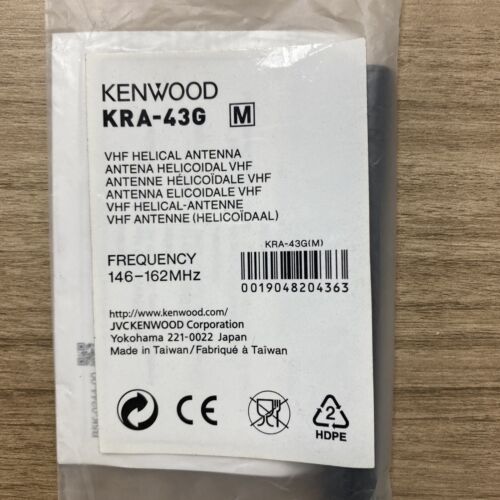 KENWOOD
KRA-43G M
VHF HELICAL ANTENNA
ANTENA HELICOIDAL VHF
ANTENNE HÉLICOÏDALE VHF
ANTENNA ELICOIDALE VHF
VHF HELICAL-ANTENNE
VHF ANTENNE (HELICOÏDAAL)
FREQUENCY
146-162MHz
KRA-43G(M)
0019048204363
http://www.kenwood.com/
JVCKENWOOD Corporation
Yokohama 221-0022 Japan
Made in Taiwan/Fabriqué à Taïwan
CE
2
HDPE